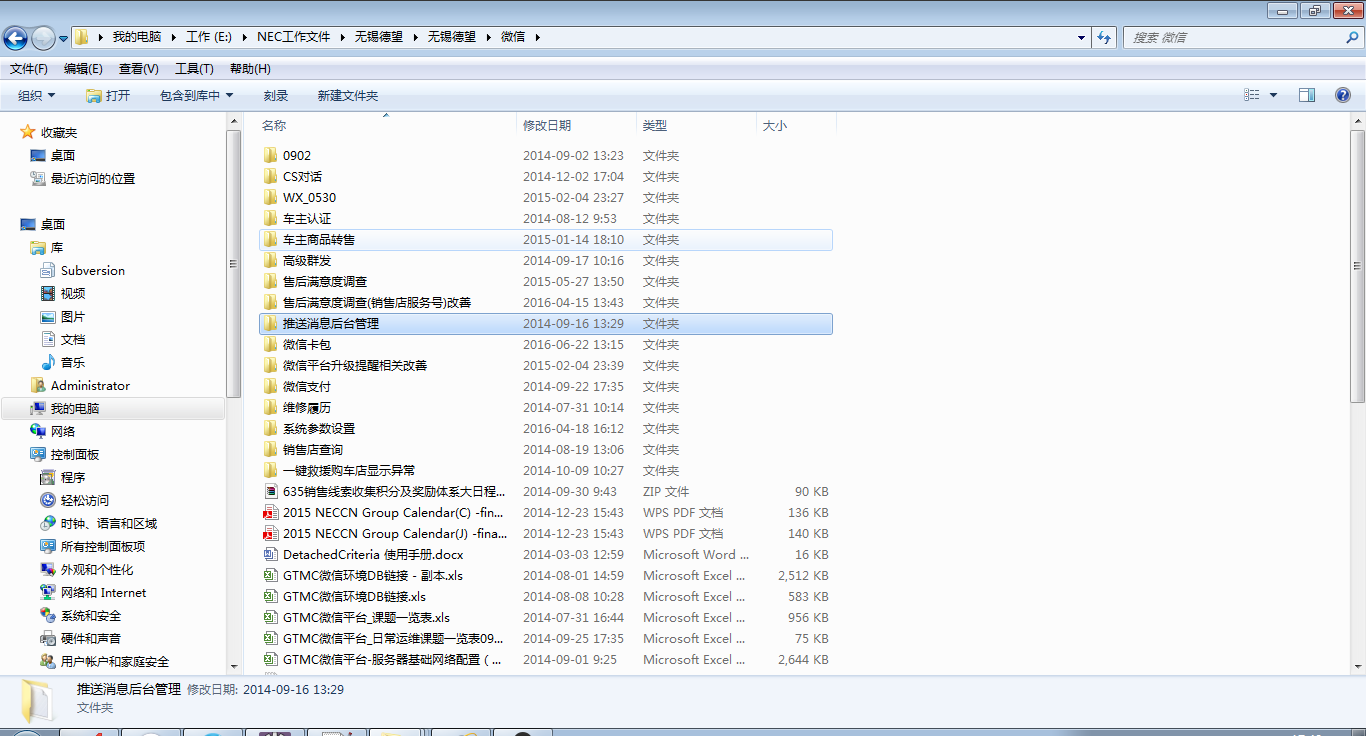 我的电脑 工作 (E:) NEC工作文件 无锡德望 无锡德望 微信 搜索 微信
文件(F) 编辑(E) 查看(V) 工具(T) 帮助(H)
组织 打开 包含到库中 刻录 新建文件夹
收藏夹
桌面
最近访问的位置
桌面
库
Subversion
视频
图片
文档
音乐
Administrator
我的电脑
网络
控制面板
程序
轻松访问
时钟、语言和区域
所有控制面板项
外观和个性化
网络和 Internet
系统和安全
硬件和声音
用户帐户和家庭安全
名称 修改日期 类型 大小
0902 2014-09-02 13:23 文件夹
CS对话 2014-12-02 17:04 文件夹
WX_0530 2015-02-04 23:27 文件夹
车主认证 2014-08-12 9:53 文件夹
车主商品转售 2015-01-14 18:10 文件夹
高级群发 2014-09-17 10:16 文件夹
售后满意度调查 2015-05-27 13:50 文件夹
售后满意度调查(销售店服务号)改善 2016-04-15 13:43 文件夹
推送消息后台管理 2014-09-16 13:29 文件夹
微信卡包 2016-06-22 13:15 文件夹
微信平台升级提醒相关改善 2015-02-04 23:39 文件夹
微信支付 2014-09-22 17:35 文件夹
维修履历 2014-07-31 10:14 文件夹
系统参数设置 2016-04-18 16:12 文件夹
销售店查询 2014-08-19 13:06 文件夹
一键救援购车店显示异常 2014-10-09 10:27 文件夹
635销售线索收集积分及奖励体系大日程... 2014-09-30 9:43 ZIP 文件 90 KB
2015 NECCN Group Calendar(C) -fin... 2014-12-23 15:43 WPS PDF 文档 136 KB
2015 NECCN Group Calendar(J) -fina... 2014-12-23 15:43 WPS PDF 文档 140 KB
DetachedCriteria 使用手册.docx 2014-03-03 12:59 Microsoft Word ... 16 KB
GTMC微信环境DB链接 - 副本.xls 2014-08-01 14:59 Microsoft Excel ... 2,512 KB
GTMC微信环境DB链接.xls 2014-08-08 10:28 Microsoft Excel ... 583 KB
GTMC微信平台_课题一览表.xls 2014-07-31 16:44 Microsoft Excel ... 956 KB
GTMC微信平台_日常运维课题一览表09... 2014-09-25 17:35 Microsoft Excel ... 75 KB
GTMC微信平台-服务器基础网络配置 ( ... 2014-09-01 9:25 Microsoft Excel ... 2,644 KB
推送消息后台管理 修改日期: 2014-09-16 13:29
文件夹